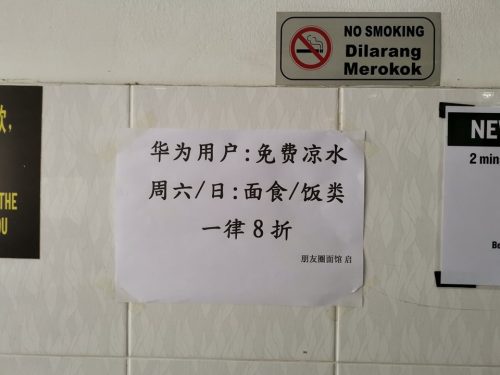 NO SMOKING
Dilarang
Merokok
THE
华为用户:免费凉水
周六/日:面食/饭类
一律8折
朋友圈面馆 启
2 min